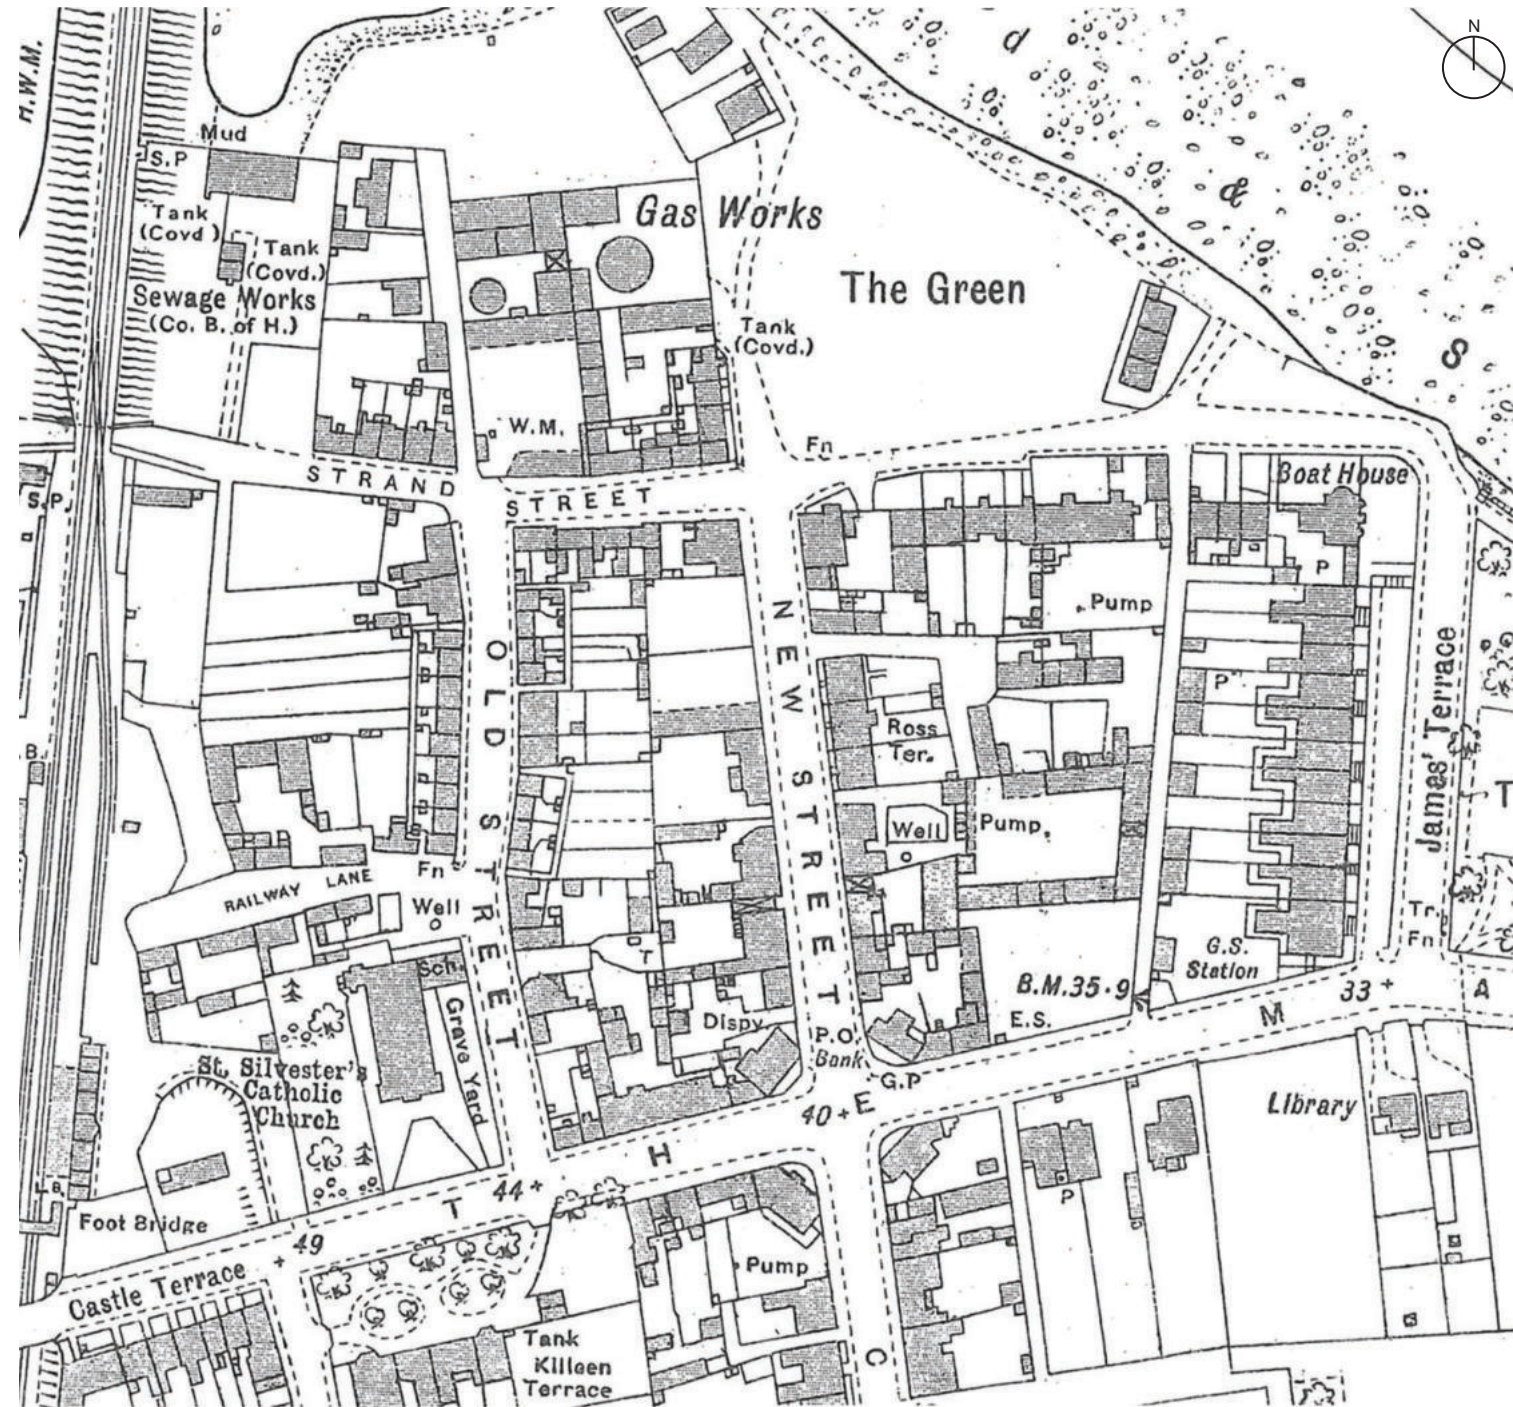 N
H.W.M.
d
&
S
Mud
S.P
Tank
(Covd)
Tank
(Covd.)
Sewage Works
(Co. B. of H.)
Gas Works
The Green
Tank
(Covd.)
W.M.
Fn
STRAND
STREET
S.P.
Boat House
P
Pump
NEW STREET
OLD STREET
James' Terrace
P
Ross
Ter.
B.
T
Well
Pump.
Fn
RAILWAY LANE
Well
T
Tr.
Fn
Sch.
Grave Yard
G.S.
Station
B.M.35.9
33
A
M
E.S.
Dispy.
P.O.
Bank
G.P
St. Silvester's
Catholic
Church
Library
40
E
H
P
44
T
L.B.
Foot Bridge
49
Castle Terrace
Pump
Tank
Killeen
Terrace
C